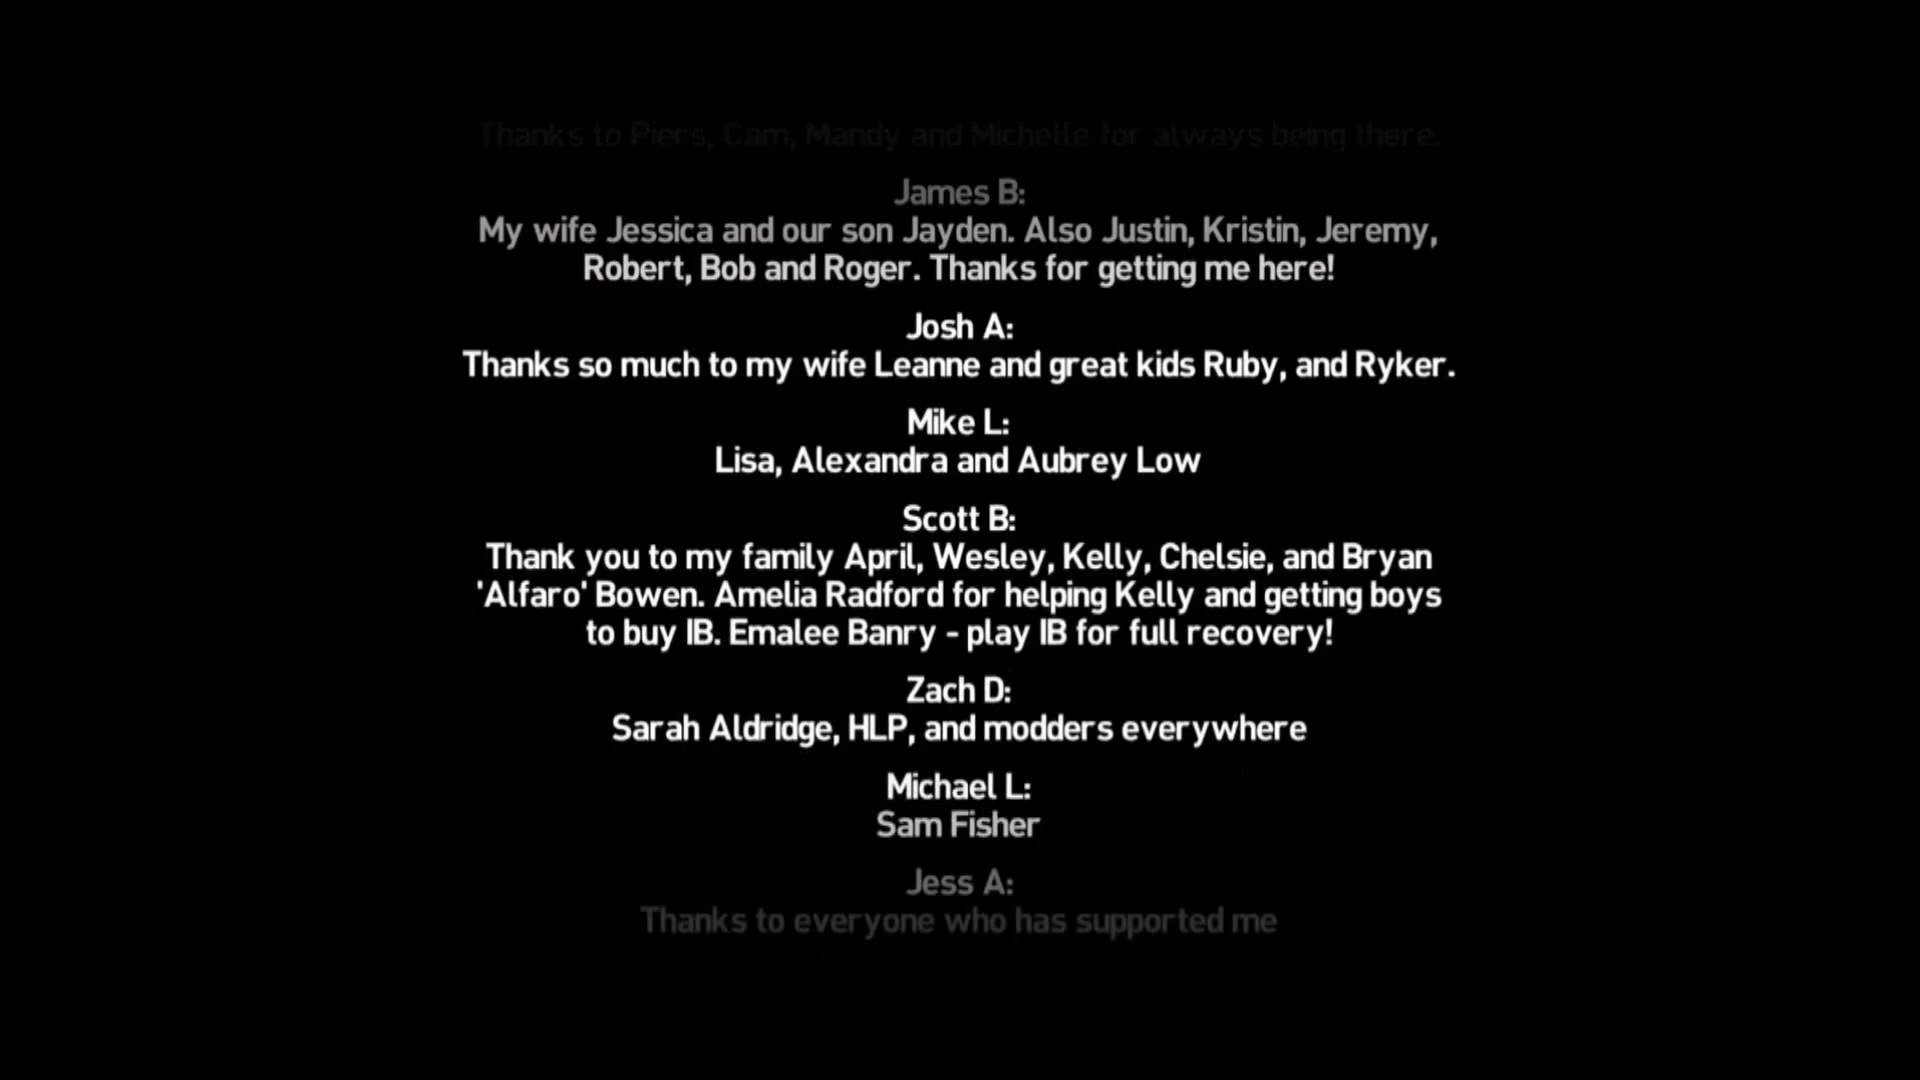 Thanks to Piers, Cam, Mandy and Michelle for always being there.
James B:
My wife Jessica and our son Jayden. Also Justin, Kristin, Jeremy,
Robert, Bob and Roger. Thanks for getting me here!
Josh A:
Thanks so much to my wife Leanne and great kids Ruby, and Ryker.
Mike L:
Lisa, Alexandra and Aubrey Low
Scott B:
Thank you to my family April, Wesley, Kelly, Chelsie, and Bryan
'Alfaro' Bowen. Amelia Radford for helping Kelly and getting boys
to buy IB. Emalee Banry - play IB for full recovery!
Zach D:
Sarah Aldridge, HLP, and modders everywhere
Michael L:
Sam Fisher
Jess A:
Thanks to everyone who has supported me